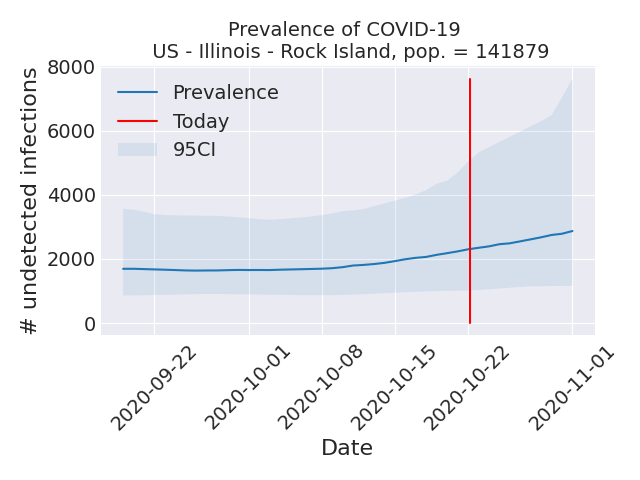 Prevalence of COVID-19
US - Illinois - Rock Island, pop. = 141879
# undetected infections
8000
6000
4000
2000
0
Prevalence
Today
95CI
2020-09-22
2020-10-01
2020-10-08
2020-10-15
2020-10-22
2020-11-01
Date